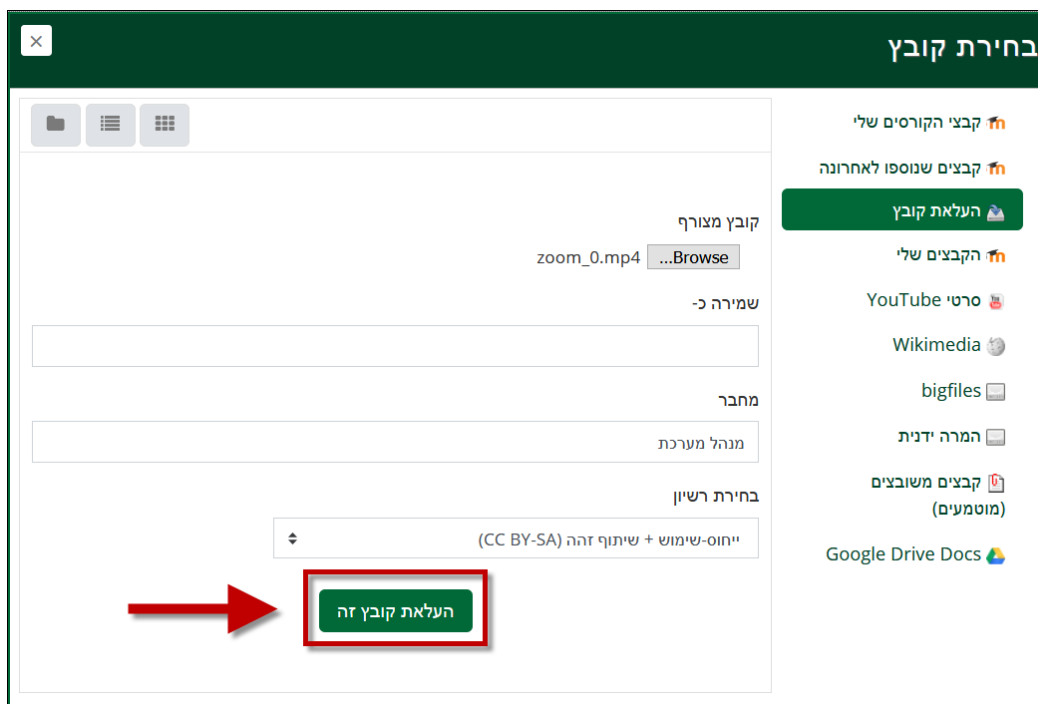 בחירת קובץ
קבצי הקורסים שלי
קבצים שנוספו לאחרונה
העלאת קובץ
הקבצים שלי
סרטי YouTube
Wikimedia
bigfiles
המרה ידנית
קבצים משובצים
(מוטמעים)
Google Drive Docs
קובץ מצורף
Browse... zoom_0.mp4
שמירה כ-
מחבר
מנהל מערכת
בחירת רשיון
ייחוס-שימוש + שיתוף זהה (CC BY-SA)
העלאת קובץ זה